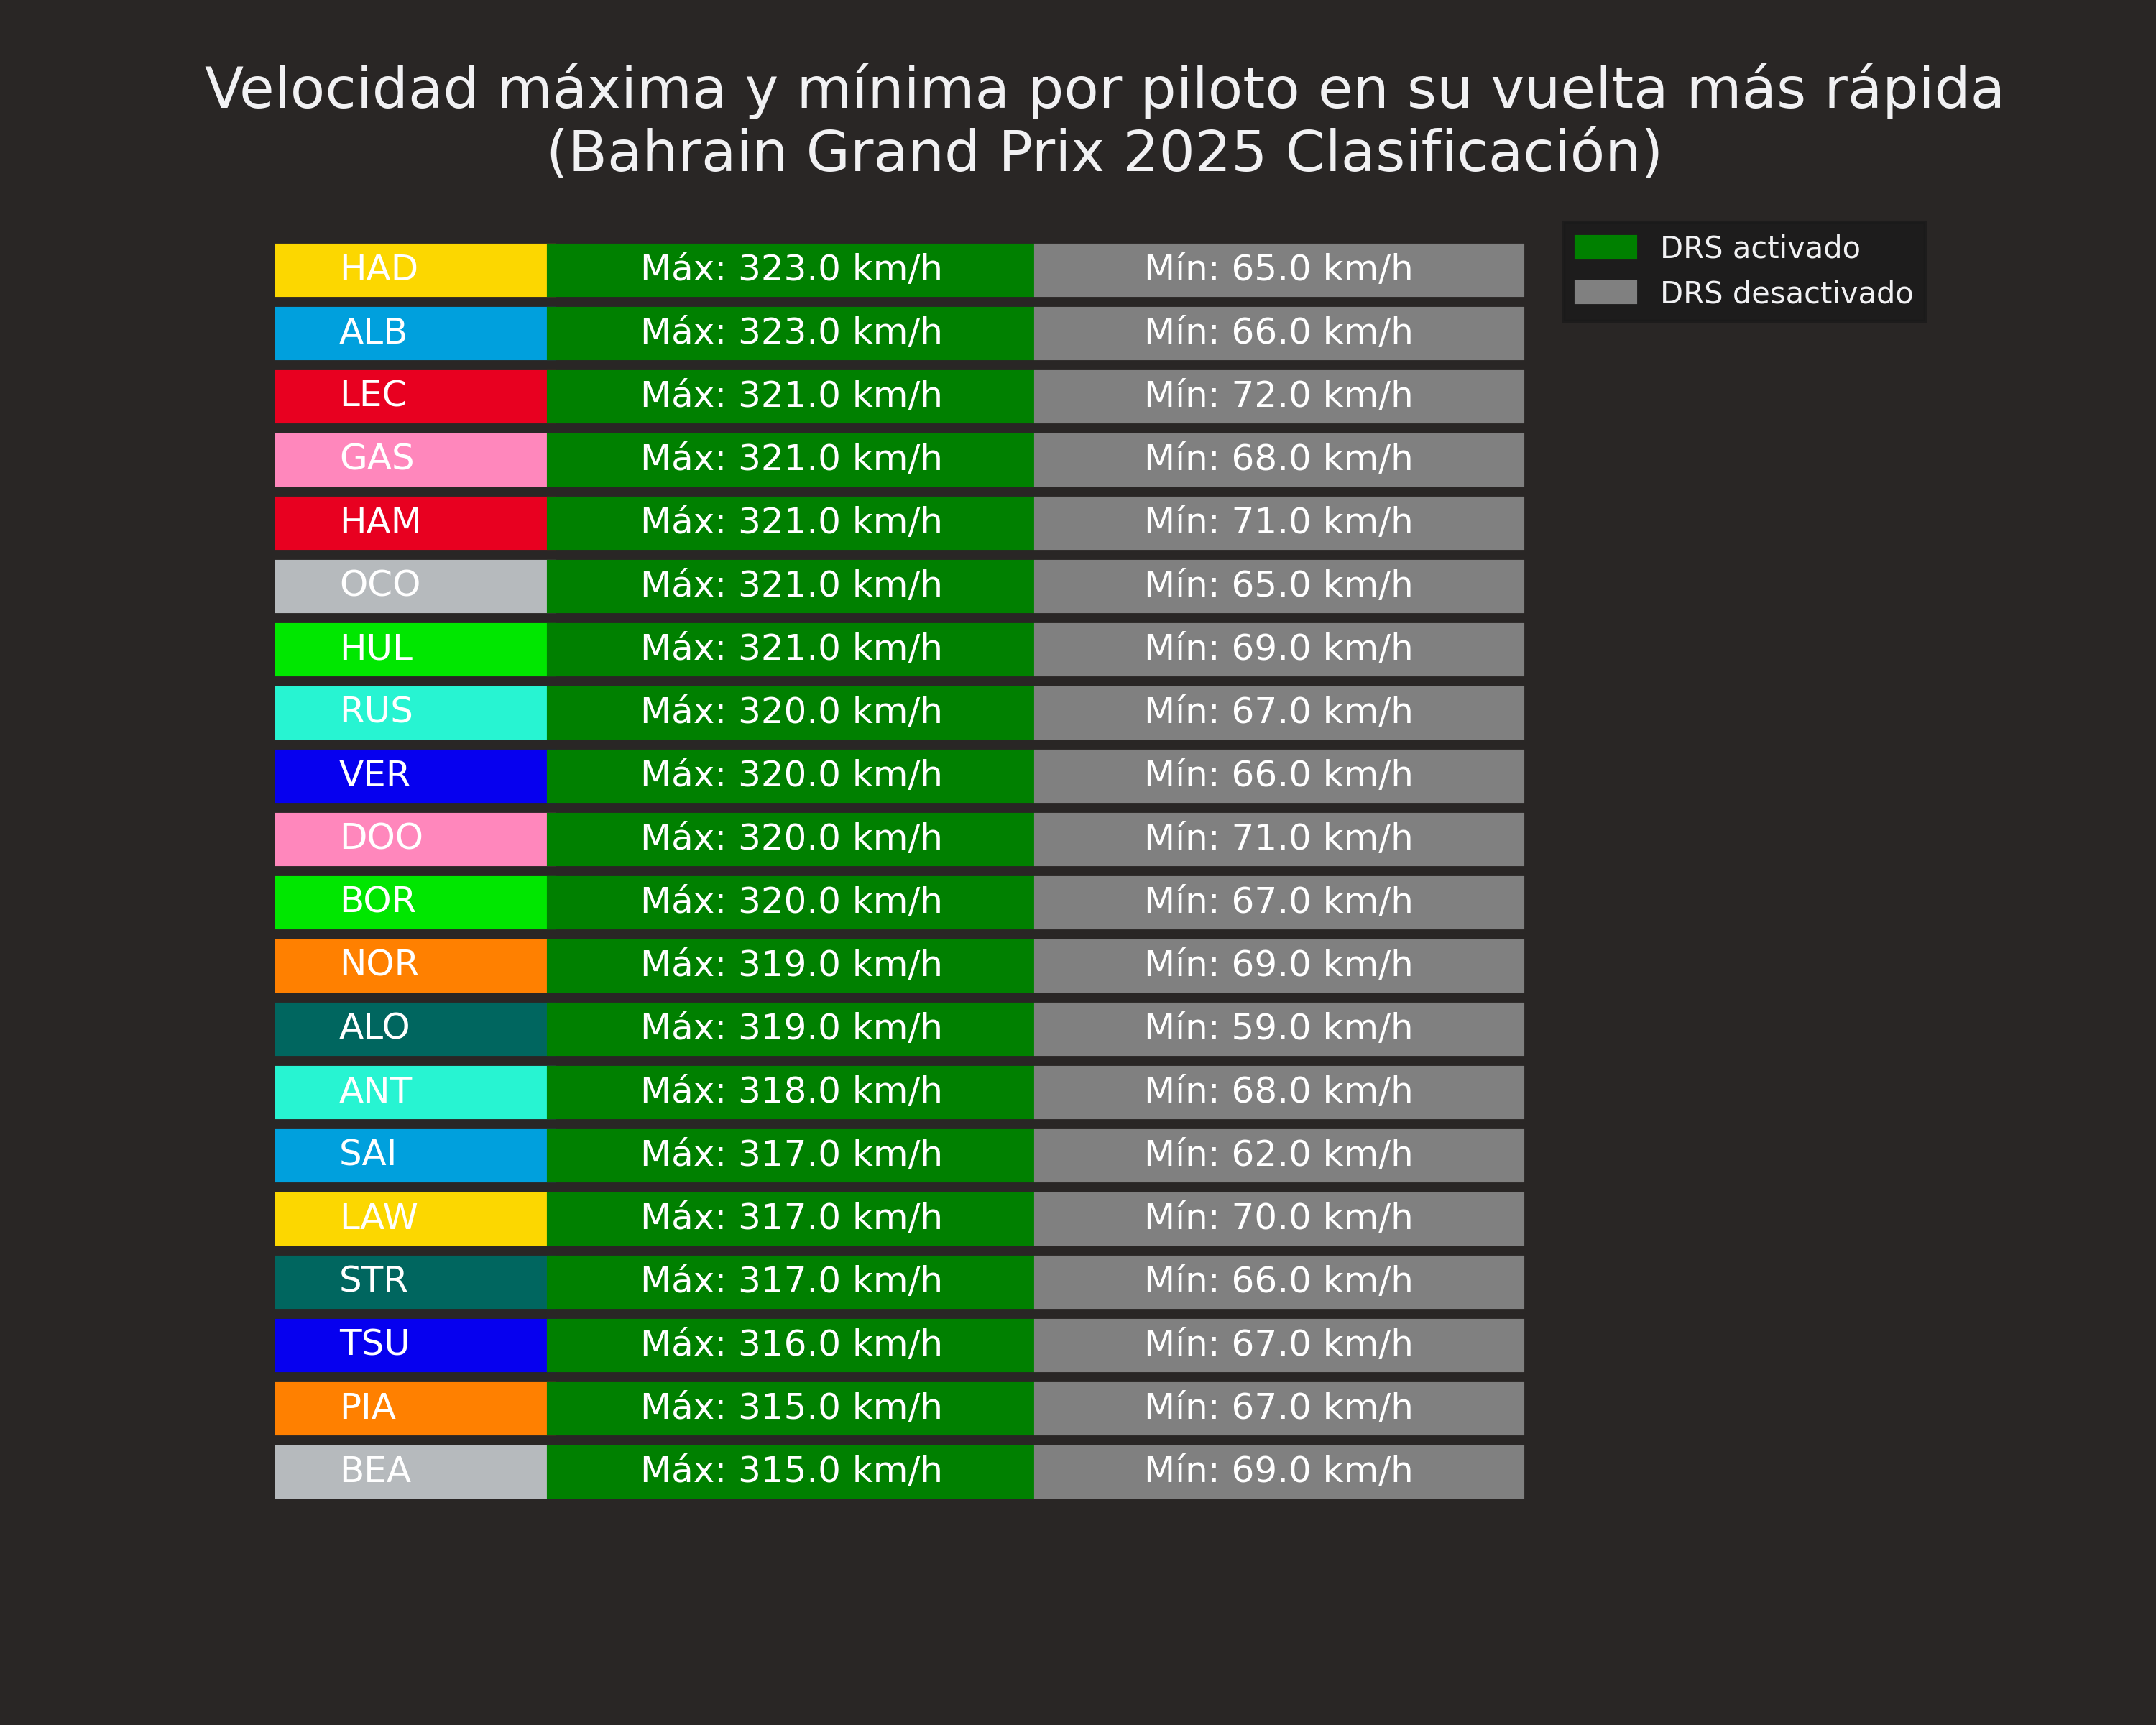 Velocidad máxima y mínima por piloto en su vuelta más rápida
(Bahrain Grand Prix 2025 Clasificación)
DRS activado
DRS desactivado
HAD Máx: 323.0 km/h Mín: 65.0 km/h
ALB Máx: 323.0 km/h Mín: 66.0 km/h
LEC Máx: 321.0 km/h Mín: 72.0 km/h
GAS Máx: 321.0 km/h Mín: 68.0 km/h
HAM Máx: 321.0 km/h Mín: 71.0 km/h
OCO Máx: 321.0 km/h Mín: 65.0 km/h
HUL Máx: 321.0 km/h Mín: 69.0 km/h
RUS Máx: 320.0 km/h Mín: 67.0 km/h
VER Máx: 320.0 km/h Mín: 66.0 km/h
DOO Máx: 320.0 km/h Mín: 71.0 km/h
BOR Máx: 320.0 km/h Mín: 67.0 km/h
NOR Máx: 319.0 km/h Mín: 69.0 km/h
ALO Máx: 319.0 km/h Mín: 59.0 km/h
ANT Máx: 318.0 km/h Mín: 68.0 km/h
SAI Máx: 317.0 km/h Mín: 62.0 km/h
LAW Máx: 317.0 km/h Mín: 70.0 km/h
STR Máx: 317.0 km/h Mín: 66.0 km/h
TSU Máx: 316.0 km/h Mín: 67.0 km/h
PIA Máx: 315.0 km/h Mín: 67.0 km/h
BEA Máx: 315.0 km/h Mín: 69.0 km/h